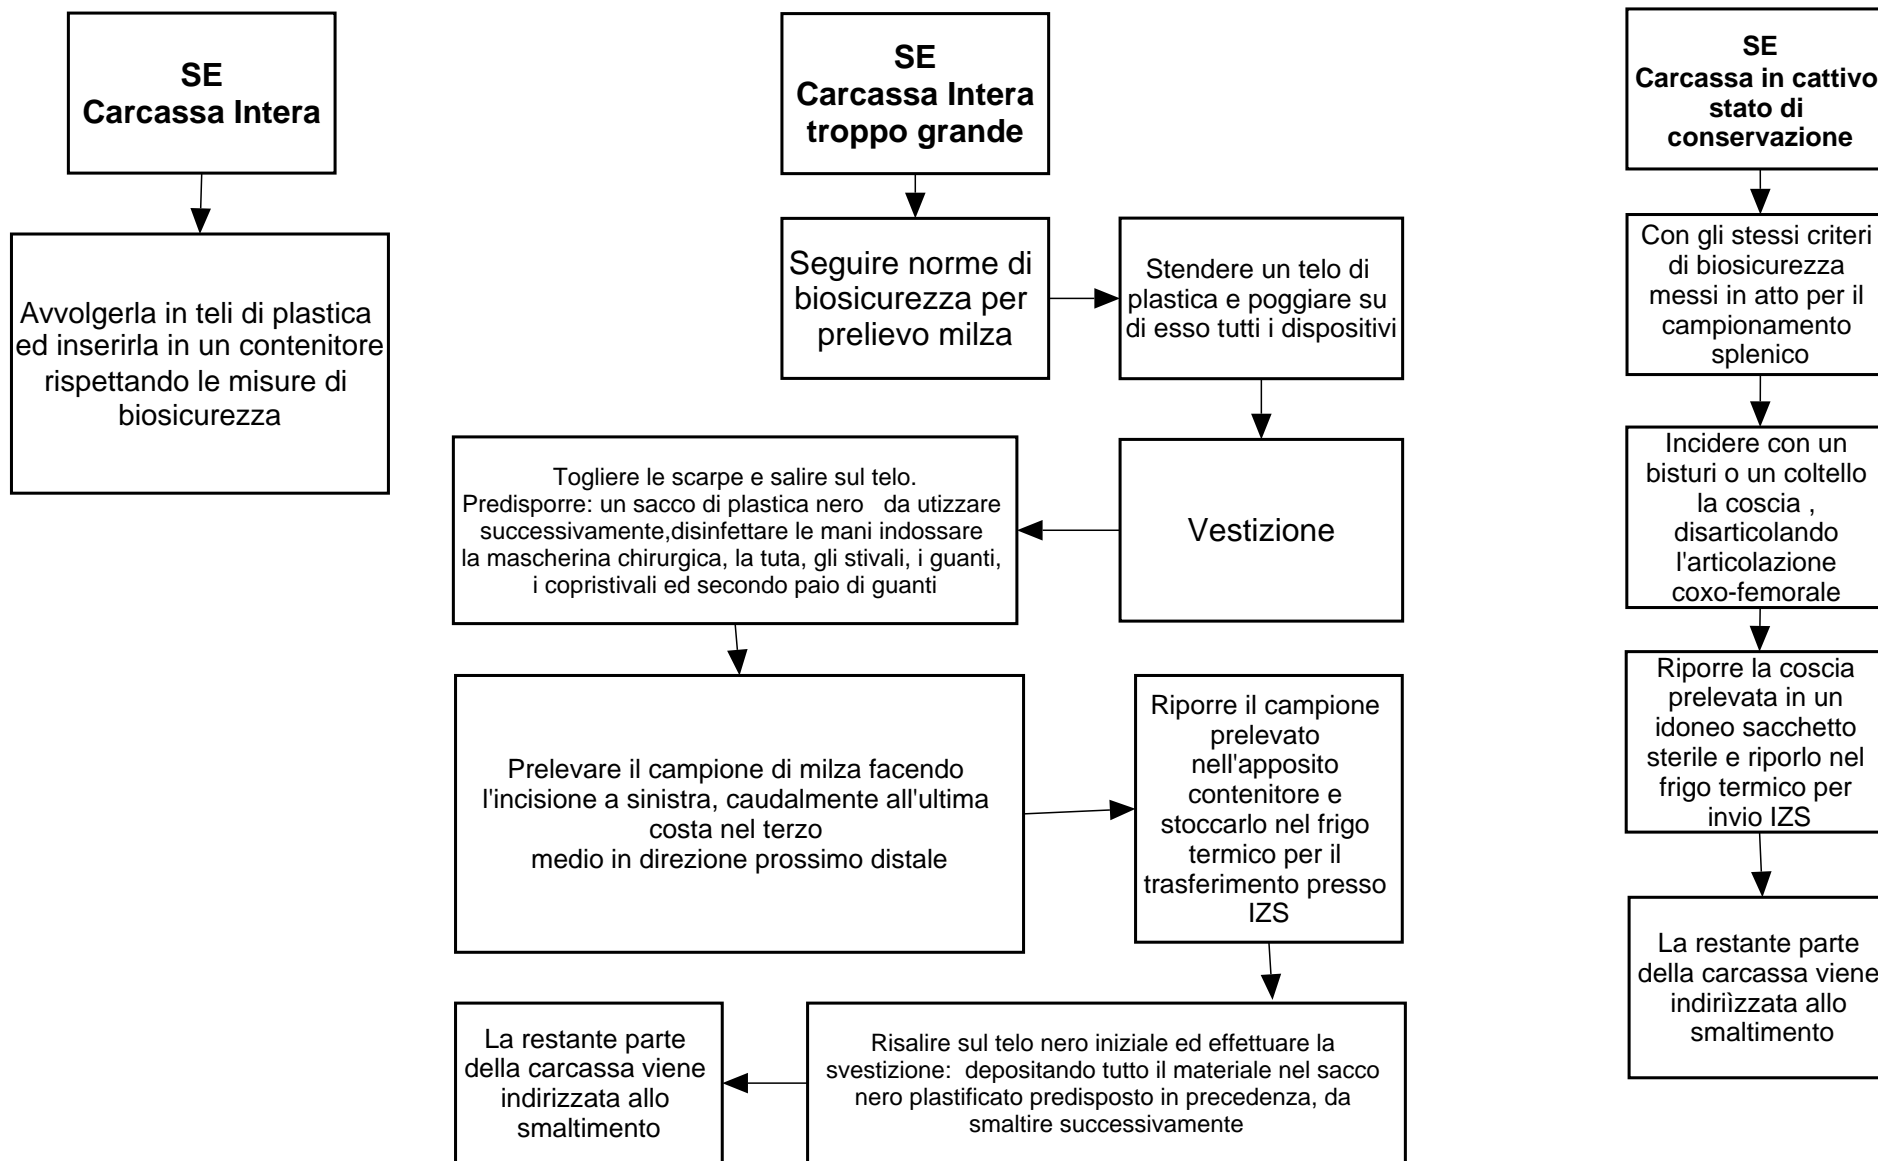 SE
Carcassa Intera
Avvolgerla in teli di plastica
ed inserirla in un contenitore
rispettando le misure di
biosicurezza
SE
Carcassa Intera
troppo grande
Seguire norme di
biosicurezza per
prelievo milza
Stendere un telo di
plastica e poggiare su
di esso tutti i dispositivi
Vestizione
Togliere le scarpe e salire sul telo.
Predisporre: un sacco di plastica nero da utizzare
successivamente,disinfettare le mani indossare
la mascherina chirurgica, la tuta, gli stivali, i guanti,
i copristivali ed secondo paio di guanti
Prelevare il campione di milza facendo
l'incisione a sinistra, caudalmente all'ultima
costa nel terzo
medio in direzione prossimo distale
Riporre il campione
prelevato
nell'apposito
contenitore e
stoccarlo nel frigo
termico per il
trasferimento presso
IZS
Risalire sul telo nero iniziale ed effettuare la
svestizione: depositando tutto il materiale nel sacco
nero plastificato predisposto in precedenza, da
smaltire successivamente
La restante parte
della carcassa viene
indirizzata allo
smaltimento
SE
Carcassa in cattivo
stato di
conservazione
Con gli stessi criteri
di biosicurezza
messi in atto per il
campionamento
splenico
Incidere con un
bisturi o un coltello
la coscia ,
disarticolando
l'articolazione
coxo-femorale
Riporre la coscia
prelevata in un
idoneo sacchetto
sterile e riporlo nel
frigo termico per
invio IZS
La restante parte
della carcassa viene
indiriìzzata allo
smaltimento